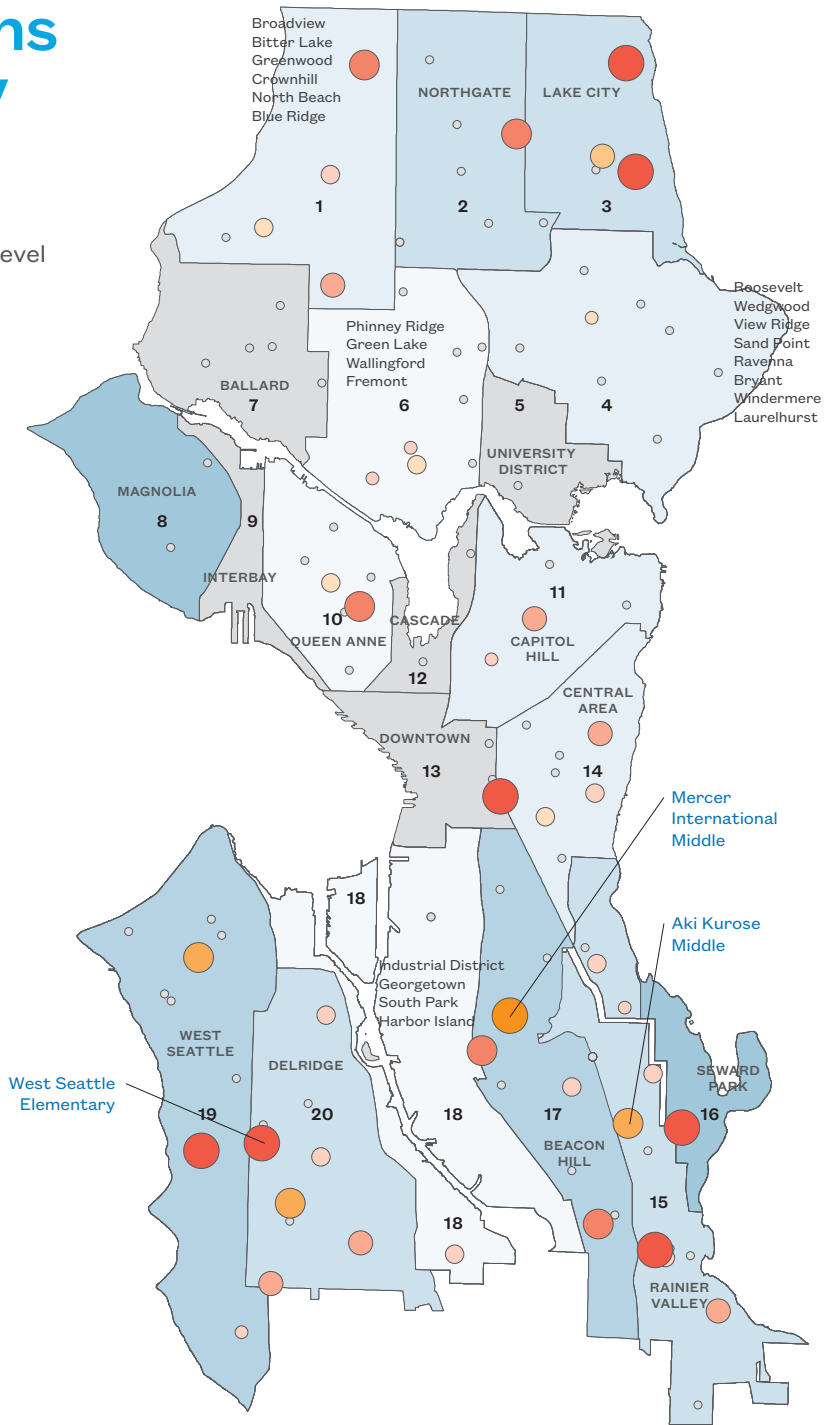 ns
evel
Broadview
Bitter Lake
Greenwood
Crownhill
North Beach
Blue Ridge
NORTHGATE
LAKE CITY
1
2
3
Roosevelt
Wedgwood
View Ridge
Sand Point
Ravenna
Bryant
Windermere
Laurelhurst
Phinney Ridge
Green Lake
Wallingford
Fremont
BALLARD
7
6
5
4
UNIVERSITY
DISTRICT
MAGNOLIA
8
9
INTERBAY
10
QUEEN ANNE
CASCADE
12
11
CAPITOL
HILL
CENTRAL
AREA
14
DOWNTOWN
13
Mercer
International
Middle
18
Aki Kurose
Middle
Industrial District
Georgetown
South Park
Harbor Island
WEST
SEATTLE
19
DELRIDGE
20
West Seattle
Elementary
18
17
BEACON
HILL
SEWARD
PARK
16
15
18
RAINIER
VALLEY